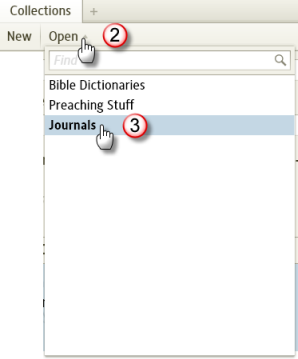 Collections +
New Open 2
Find
Bible Dictionaries
Preaching Stuff
Journals 3